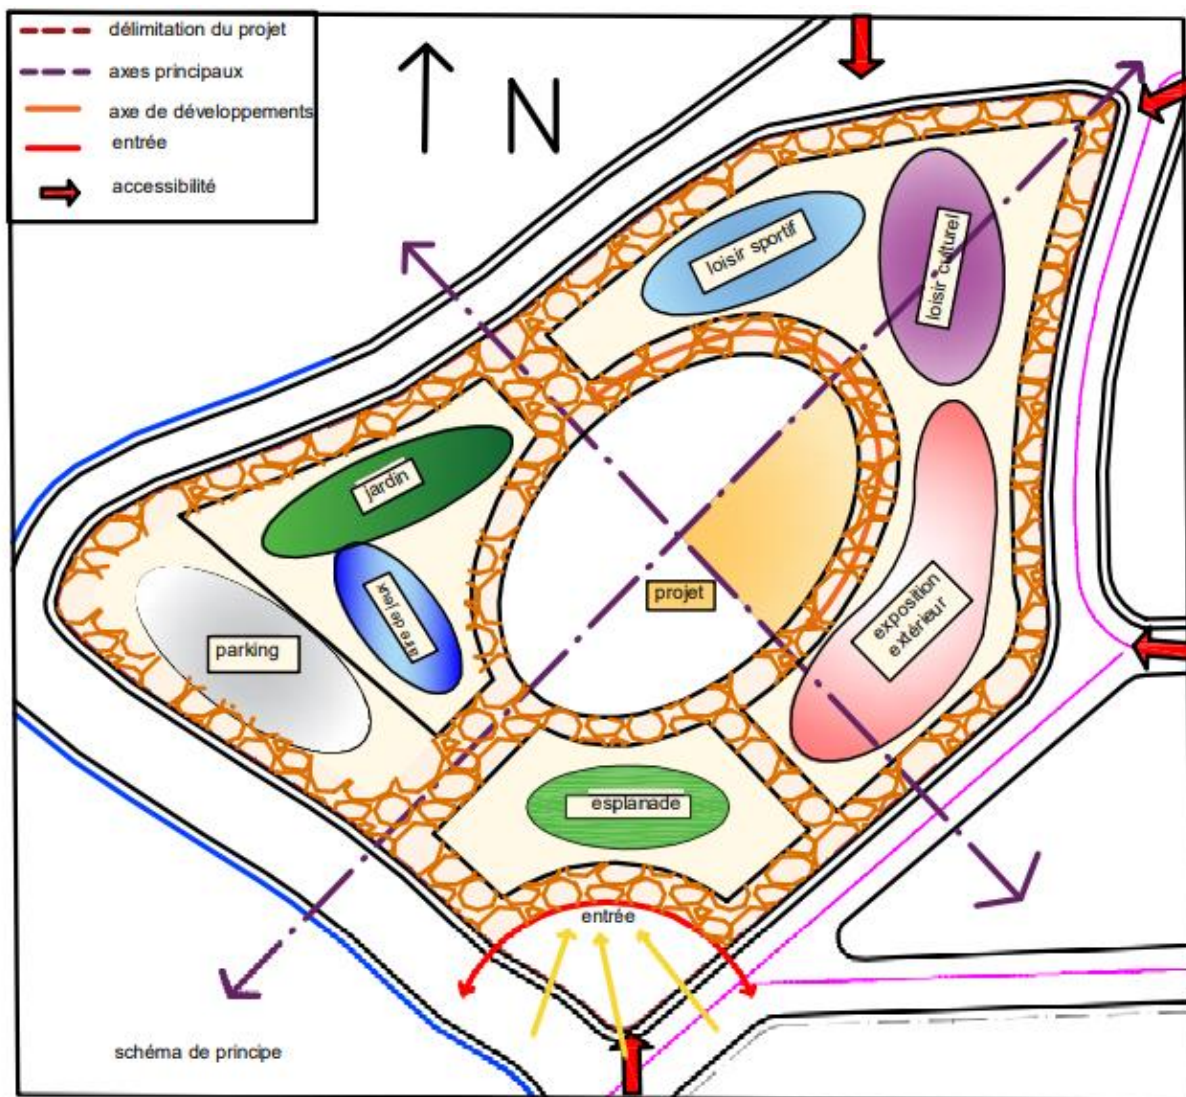 délimitation du projet
axes principaux
axe de développements
entrée
accessibilité
N
loisir sportif
loisir culturel
jardin
aire de jeux
parking
projet
exposition
extérieur
esplanade
entrée
schéma de principe